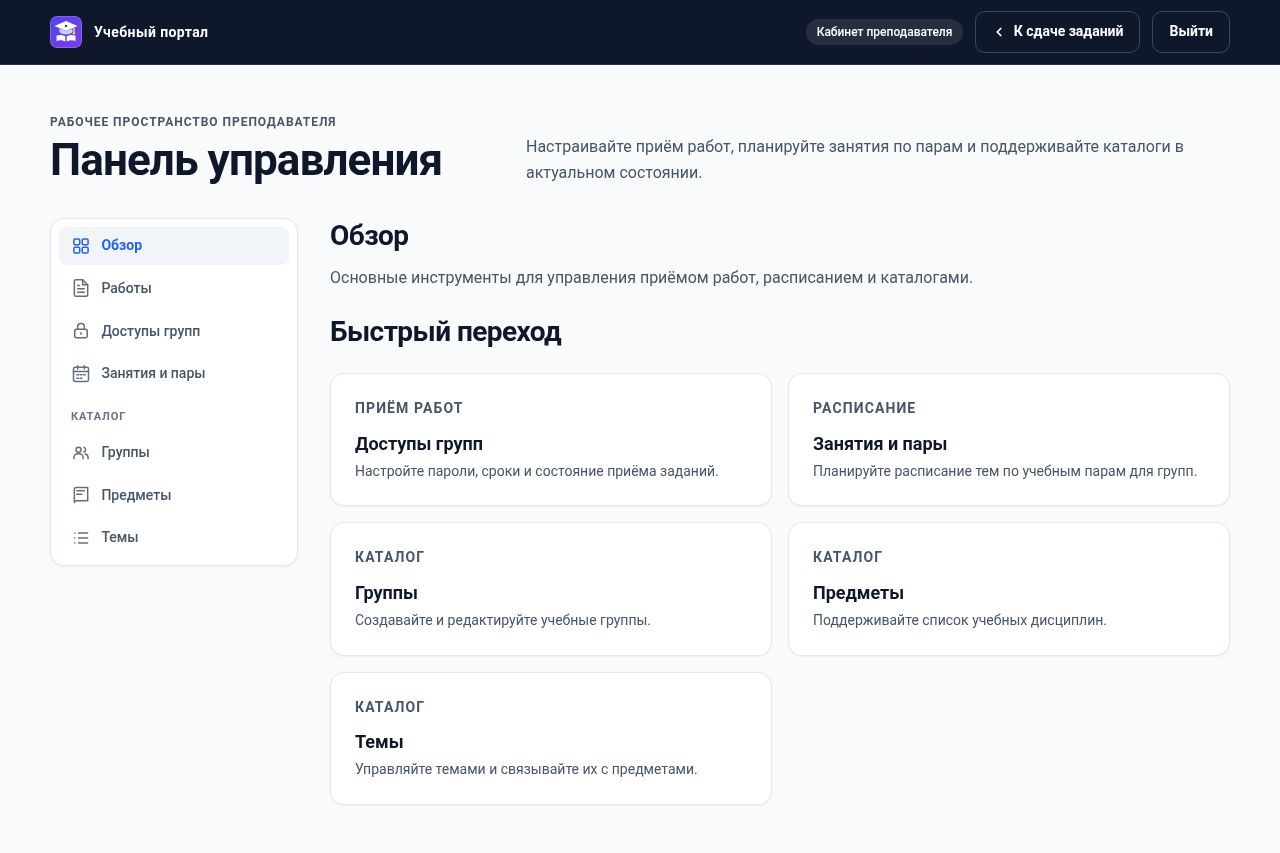 Учебный портал
Кабинет преподавателя
К сдаче заданий
Выйти
РАБОЧЕЕ ПРОСТРАНСТВО ПРЕПОДАВАТЕЛЯ
Панель управления
Настраивайте приём работ, планируйте занятия по парам и поддерживайте каталоги в
актуальном состоянии.
Обзор
Работы
Доступы групп
Занятия и пары
КАТАЛОГ
Группы
Предметы
Темы
Обзор
Основные инструменты для управления приёмом работ, расписанием и каталогами.
Быстрый переход
ПРИЁМ РАБОТ
Доступы групп
Настройте пароли, сроки и состояние приёма заданий.
РАСПИСАНИЕ
Занятия и пары
Планируйте расписание тем по учебным парам для групп.
КАТАЛОГ
Группы
Создавайте и редактируйте учебные группы.
КАТАЛОГ
Предметы
Поддерживайте список учебных дисциплин.
КАТАЛОГ
Темы
Управляйте темами и связывайте их с предметами.